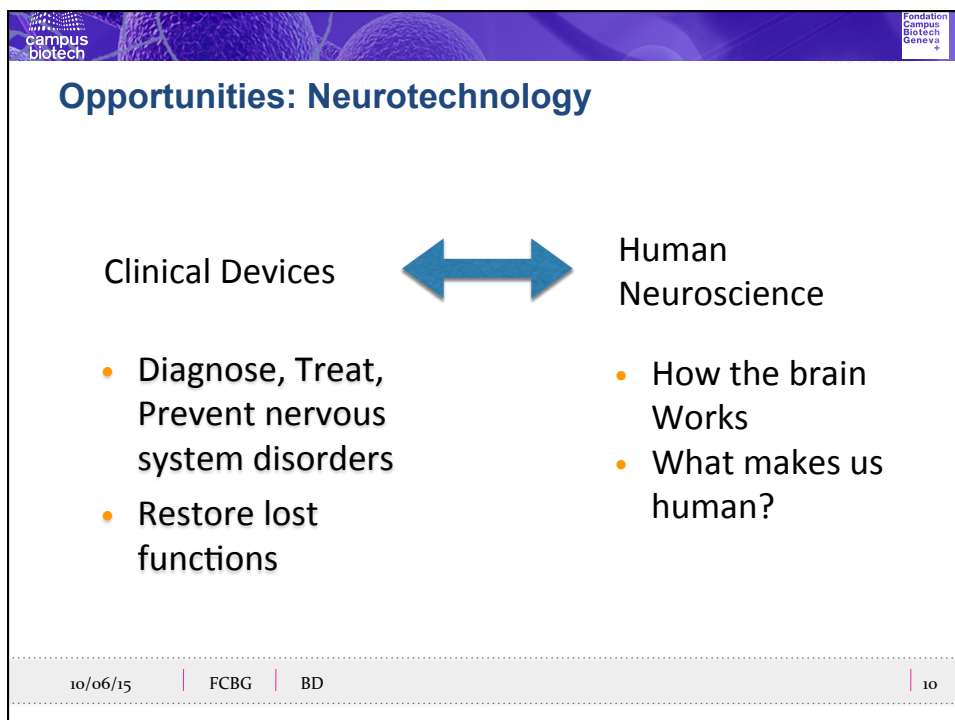 campus
biotech
Fondation
Campus
Biotech
Geneva
+
Opportunities: Neurotechnology
Clinical Devices
• Diagnose, Treat,
Prevent nervous
system disorders
• Restore lost
functions
Human
Neuroscience
• How the brain
Works
• What makes us
human?
10/06/15 | FCBG | BD | 10